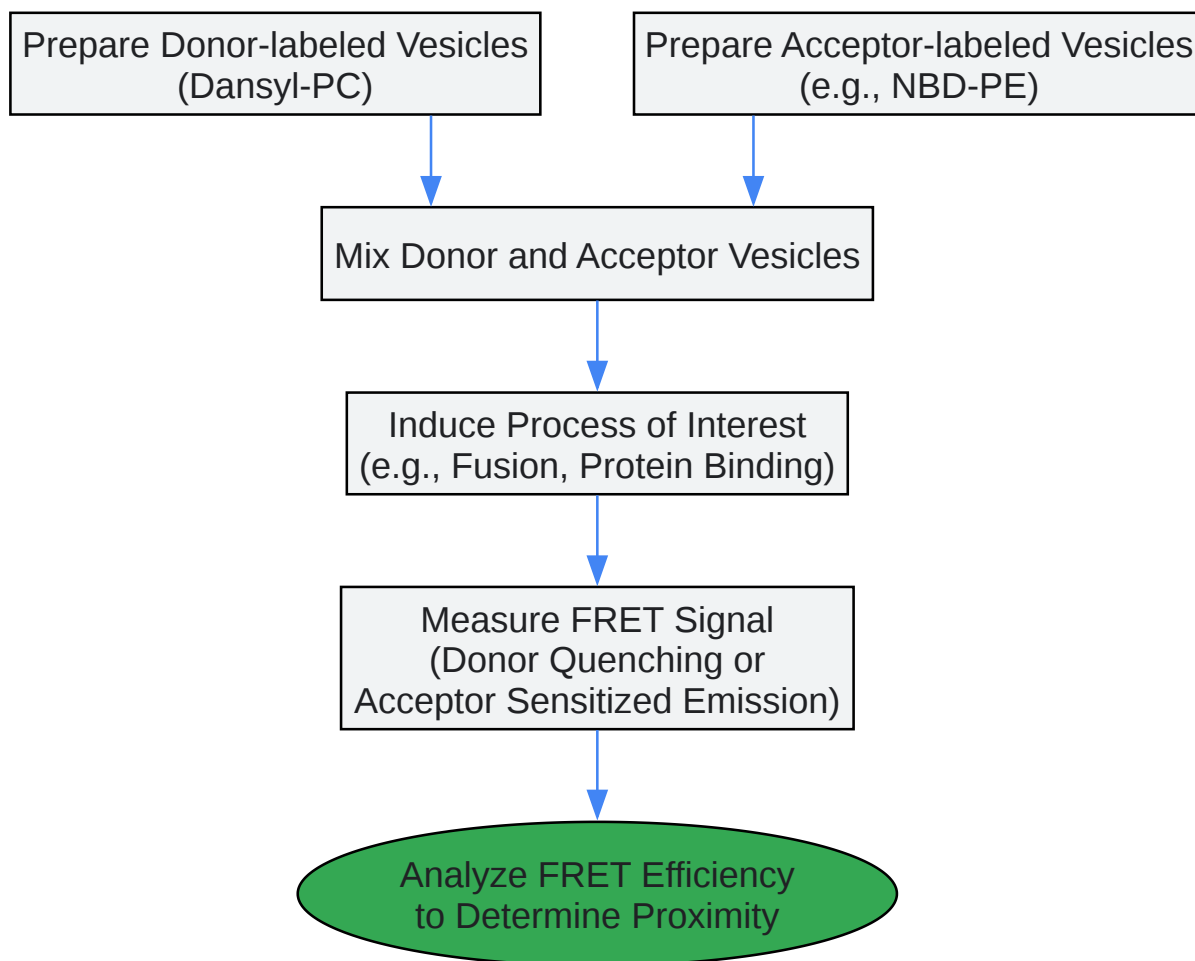 Prepare Donor-labeled Vesicles
(Dansyl-PC)
Prepare Acceptor-labeled Vesicles
(e.g., NBD-PE)
Mix Donor and Acceptor Vesicles
Induce Process of Interest
(e.g., Fusion, Protein Binding)
Measure FRET Signal
(Donor Quenching or
Acceptor Sensitized Emission)
Analyze FRET Efficiency
to Determine Proximity